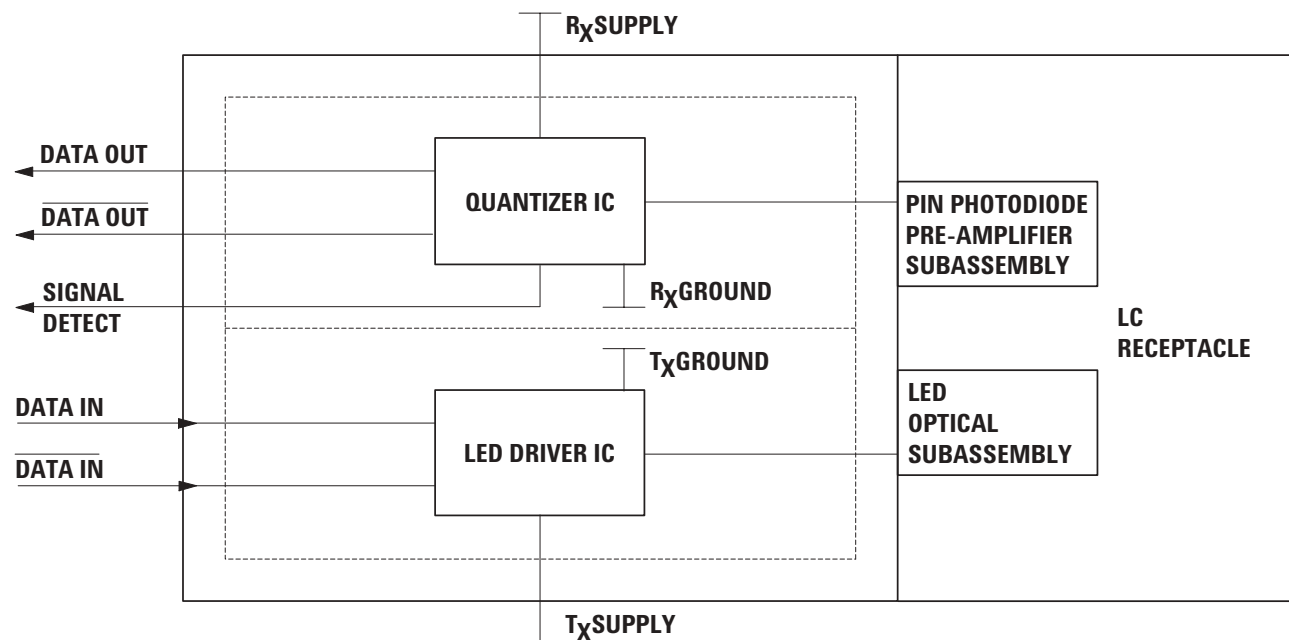 RXSUPPLY
DATA OUT
QUANTIZER IC
DATA OUT
PIN PHOTODIODE
PRE-AMPLIFIER
SUBASSEMBLY
SIGNAL
DETECT
RXGROUND
LC
RECEPTACLE
TXGROUND
DATA IN
LED DRIVER IC
DATA IN
LED
OPTICAL
SUBASSEMBLY
TXSUPPLY